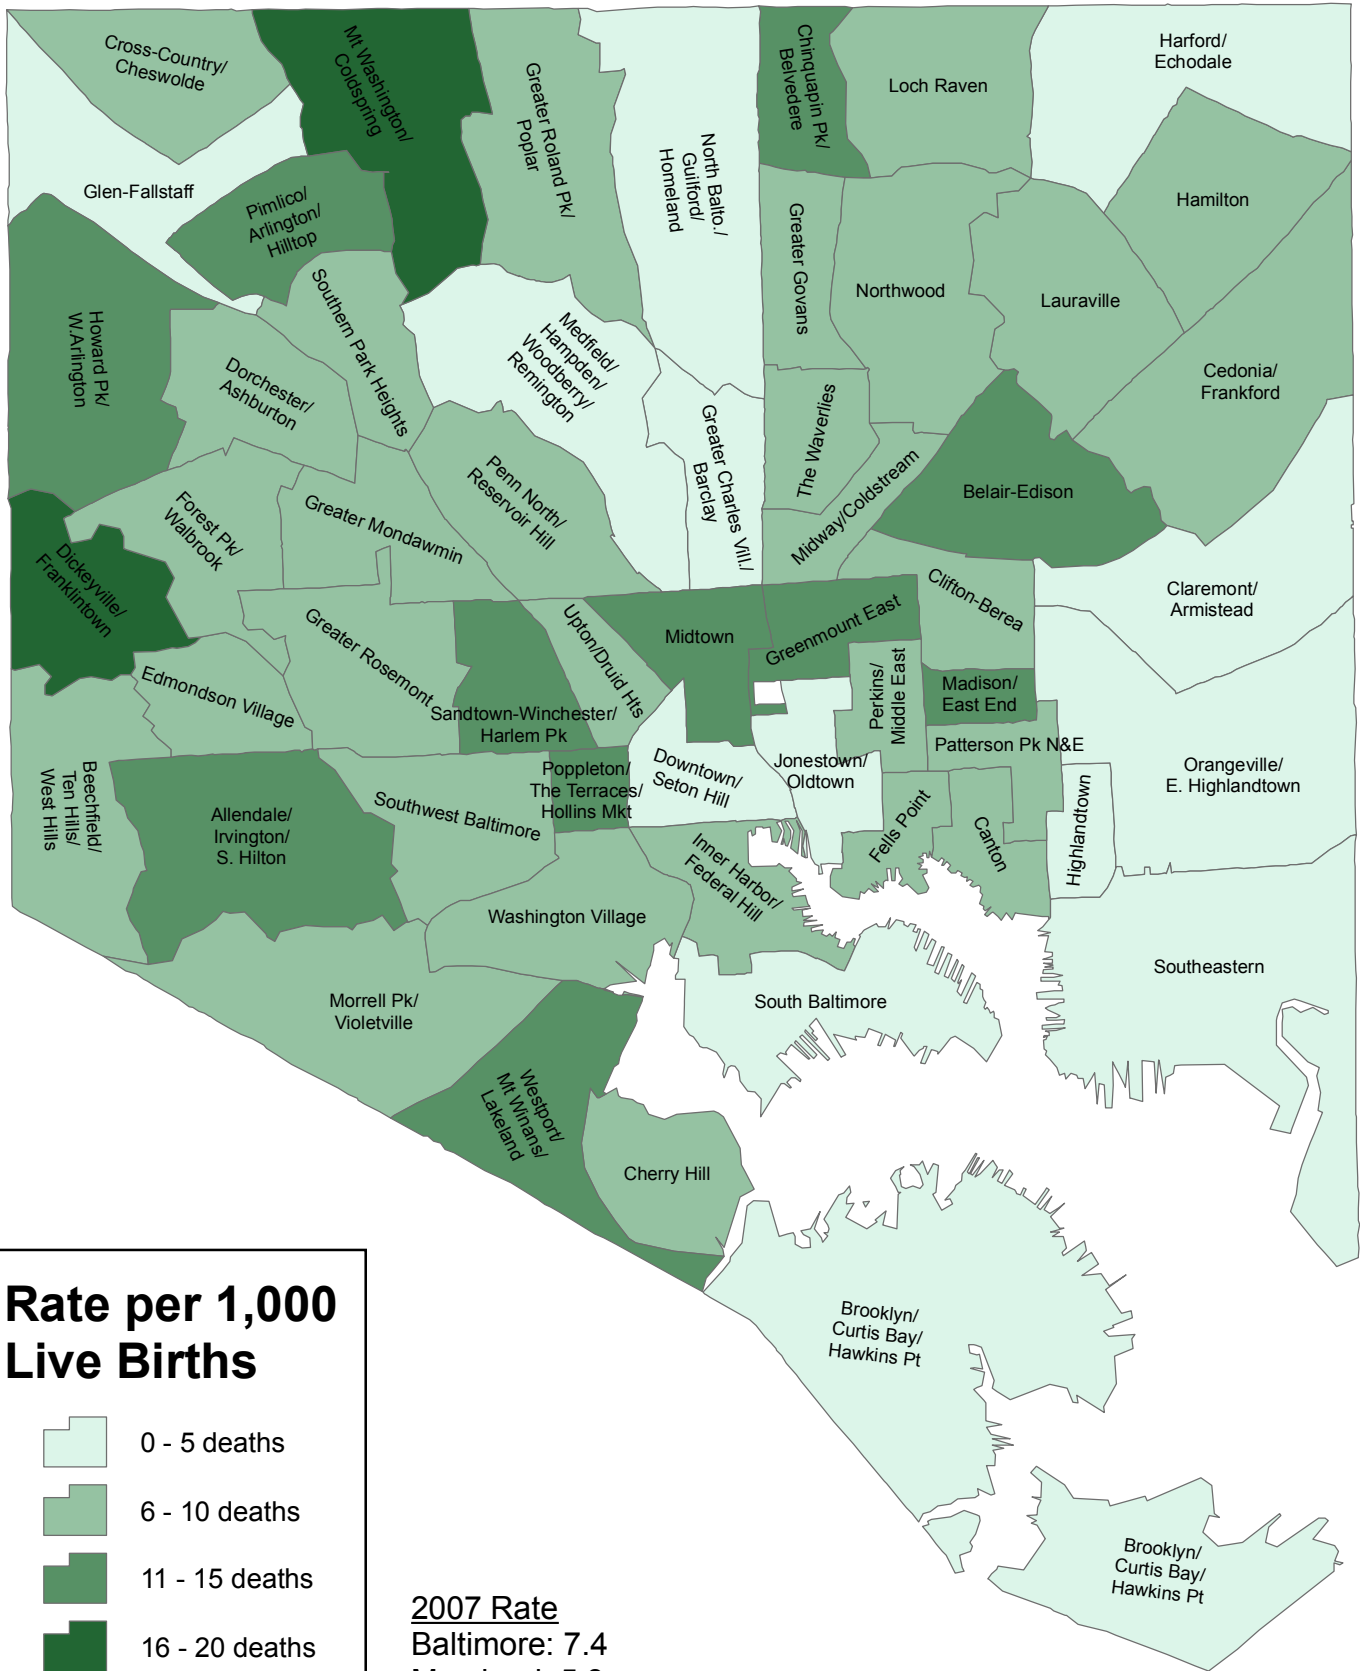 Cross-Country/
Cheswolde
Mt Washington/
Coldspring
Greater Roland Pk/
Poplar
North Balto./
Guilford/
Homeland
Chinquapin Pk/
Belvedere
Loch Raven
Harford/
Echodale
Glen-Fallstaff
Pimlico/
Arlington/
Hilltop
Hamilton
Greater Govans
Northwood
Lauraville
Howard Pk/
W.Arlington
Southern Park Heights
Medfield/
Hampden/
Woodberry/
Remington
Dorchester/
Ashburton
Cedonia/
Frankford
The Waverlies
Greater Charles Vill./
Barclay
Penn North/
Reservoir Hill
Midway/Coldstream
Belair-Edison
Forest Pk/
Walbrook
Greater Mondawmin
Dickeyville/
Franklintown
Clifton-Berea
Claremont/
Armistead
Greater Rosemont
Upton/Druid Hts
Midtown
Greenmount East
Perkins/
Middle East
Madison/
East End
Edmondson Village
Sandtown-Winchester/
Harlem Pk
Patterson Pk N&E
Beechfield/
Ten Hills/
West Hills
Poppleton/
The Terraces/
Hollins Mkt
Downtown/
Seton Hill
Jonestown/
Oldtown
Orangeville/
E. Highlandtown
Allendale/
Irvington/
S. Hilton
Southwest Baltimore
Fells Point
Canton
Highlandtown
Inner Harbor/
Federal Hill
Washington Village
Southeastern
Morrell Pk/
Violetville
South Baltimore
Westport/
Mt Winans/
Lakeland
Cherry Hill
Brooklyn/
Curtis Bay/
Hawkins Pt
Brooklyn/
Curtis Bay/
Hawkins Pt
Rate per 1,000
Live Births
0 - 5 deaths
6 - 10 deaths
11 - 15 deaths
16 - 20 deaths
2007 Rate
Baltimore: 7.4